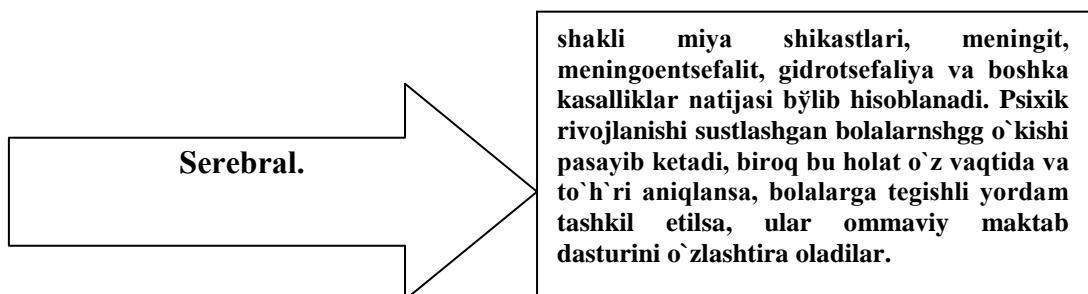 Serebral.
shakli miya shikastlari, meningit,
meningoentsefalit, gidrotsefaliya va boshka
kasalliklar natijasi bўlib hisoblanadi. Psixik
rivojlanishi sustlashgan bolalarnshgg o`kishi
pasayib ketadi, biroq bu holat o`z vaqtida va
to`h`ri aniqlansa, bolalarga tegishli yordam
tashkil etilsa, ular ommaviy maktab
dasturini o`zlashtira oladilar.